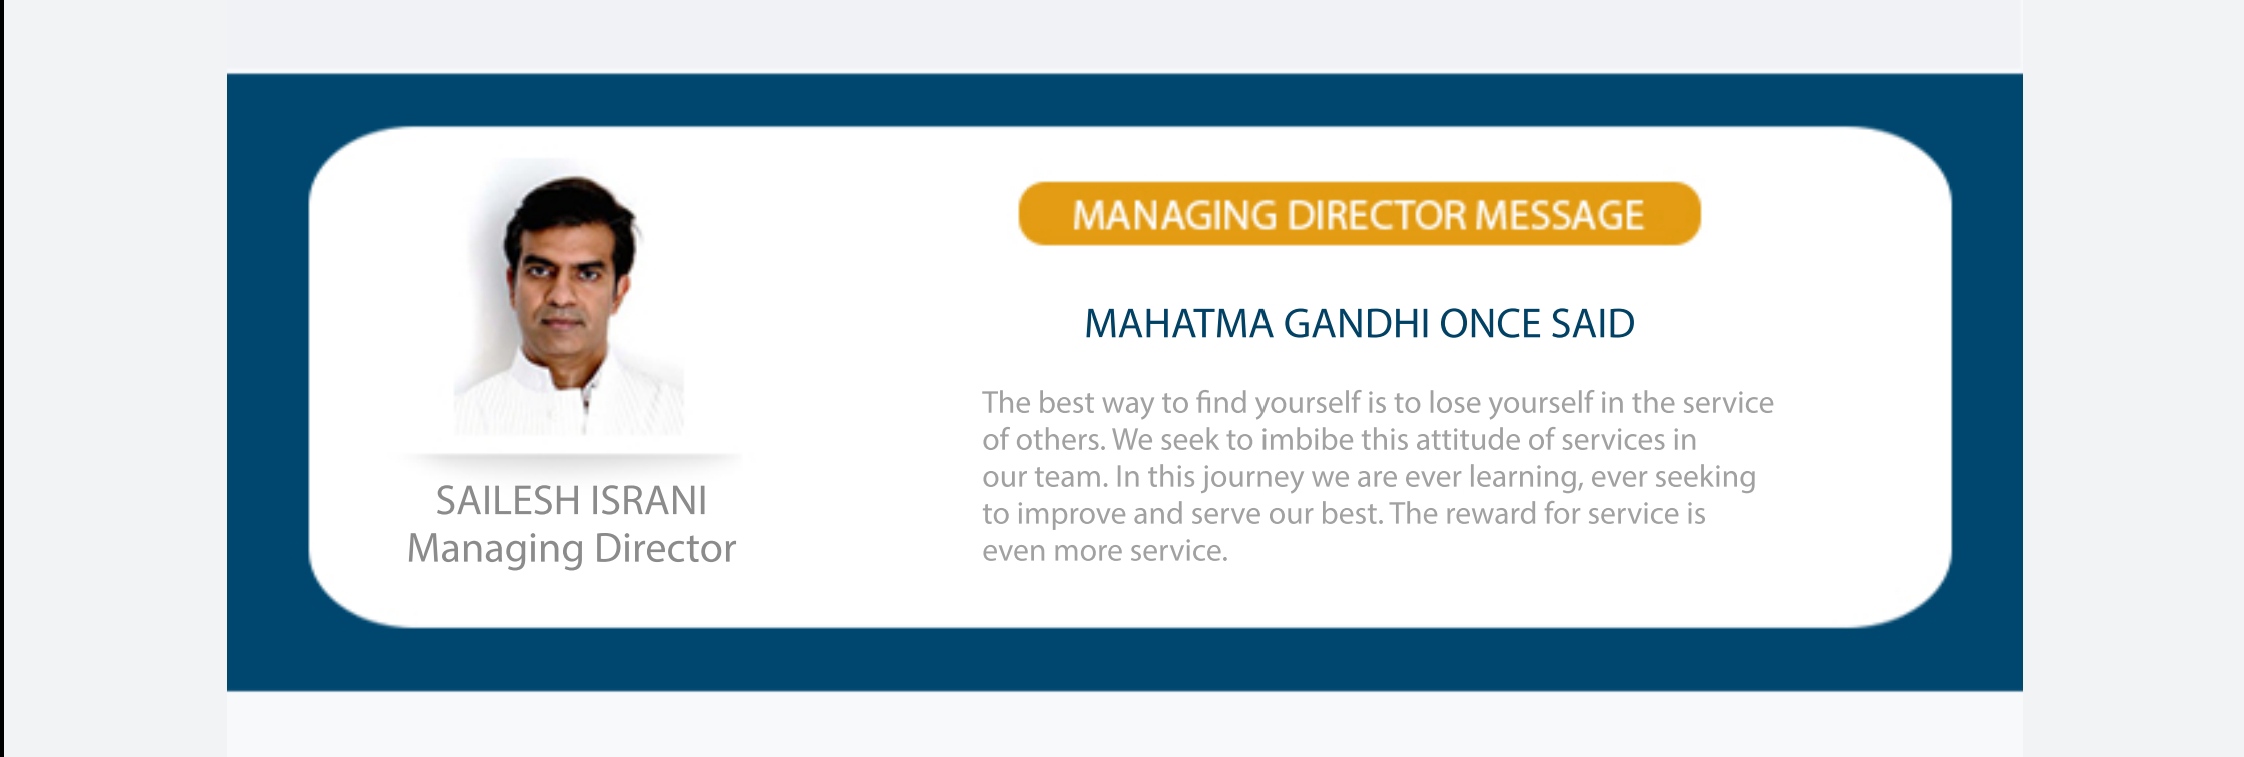 SAILESH ISRANI
Managing Director
MANAGING DIRECTOR MESSAGE
MAHATMA GANDHI ONCE SAID
The best way to find yourself is to lose yourself in the service
of others. We seek to imbibe this attitude of services in
our team. In this journey we are ever learning, ever seeking
to improve and serve our best. The reward for service is
even more service.